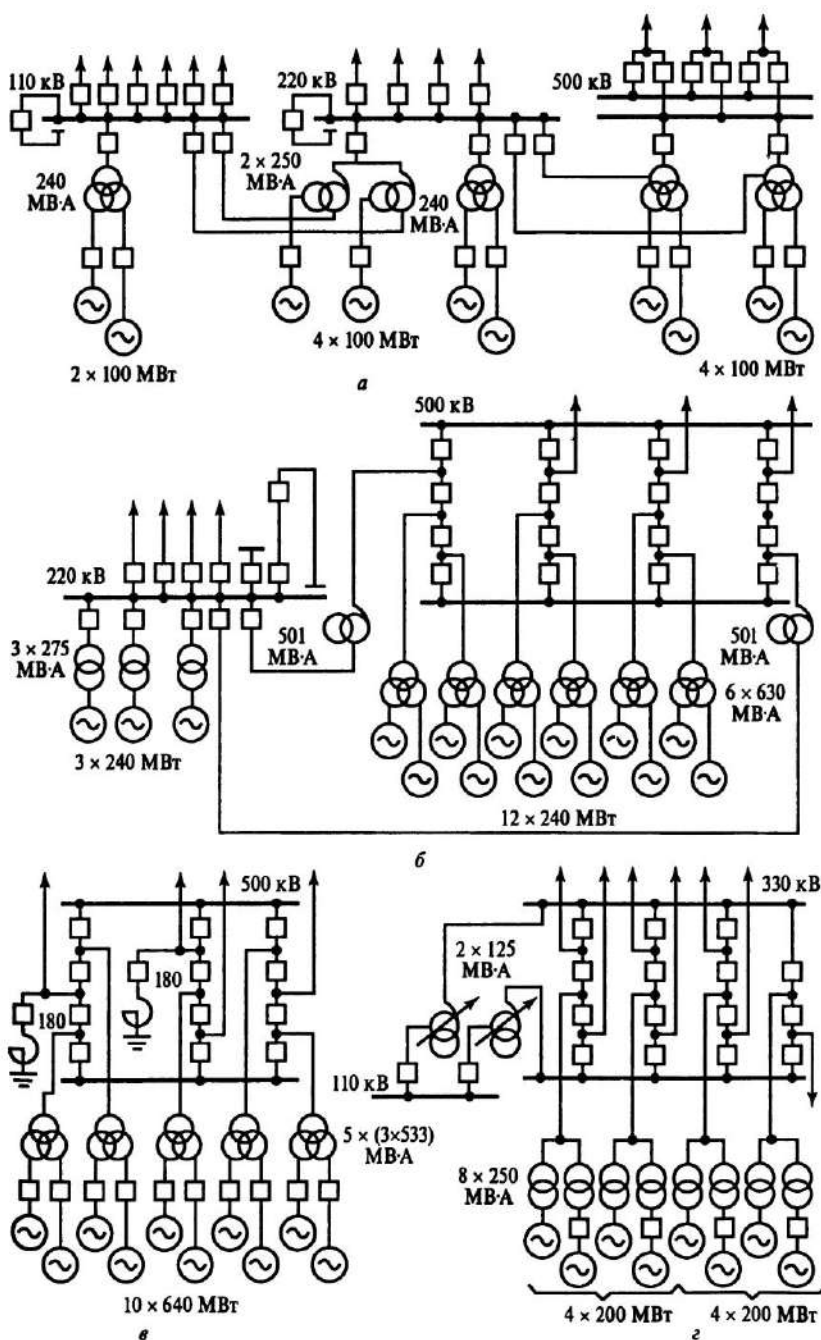 110 кВ
220 кВ
500 кВ
240
МВ·А
2 × 250
МВ·А
240
МВ·А
2 × 100 МВт
4 × 100 МВт
4 × 100 МВт
а
500 кВ
220 кВ
3 × 275
МВ·А
501
МВ·А
501
МВ·А
6 × 630
МВ·А
3 × 240 МВт
12 × 240 МВт
б
500 кВ
180
180
5 × (3×533)
МВ·А
10 × 640 МВт
в
330 кВ
2 × 125
МВ·А
110 кВ
8 × 250
МВ·А
4 × 200 МВт
4 × 200 МВт
г